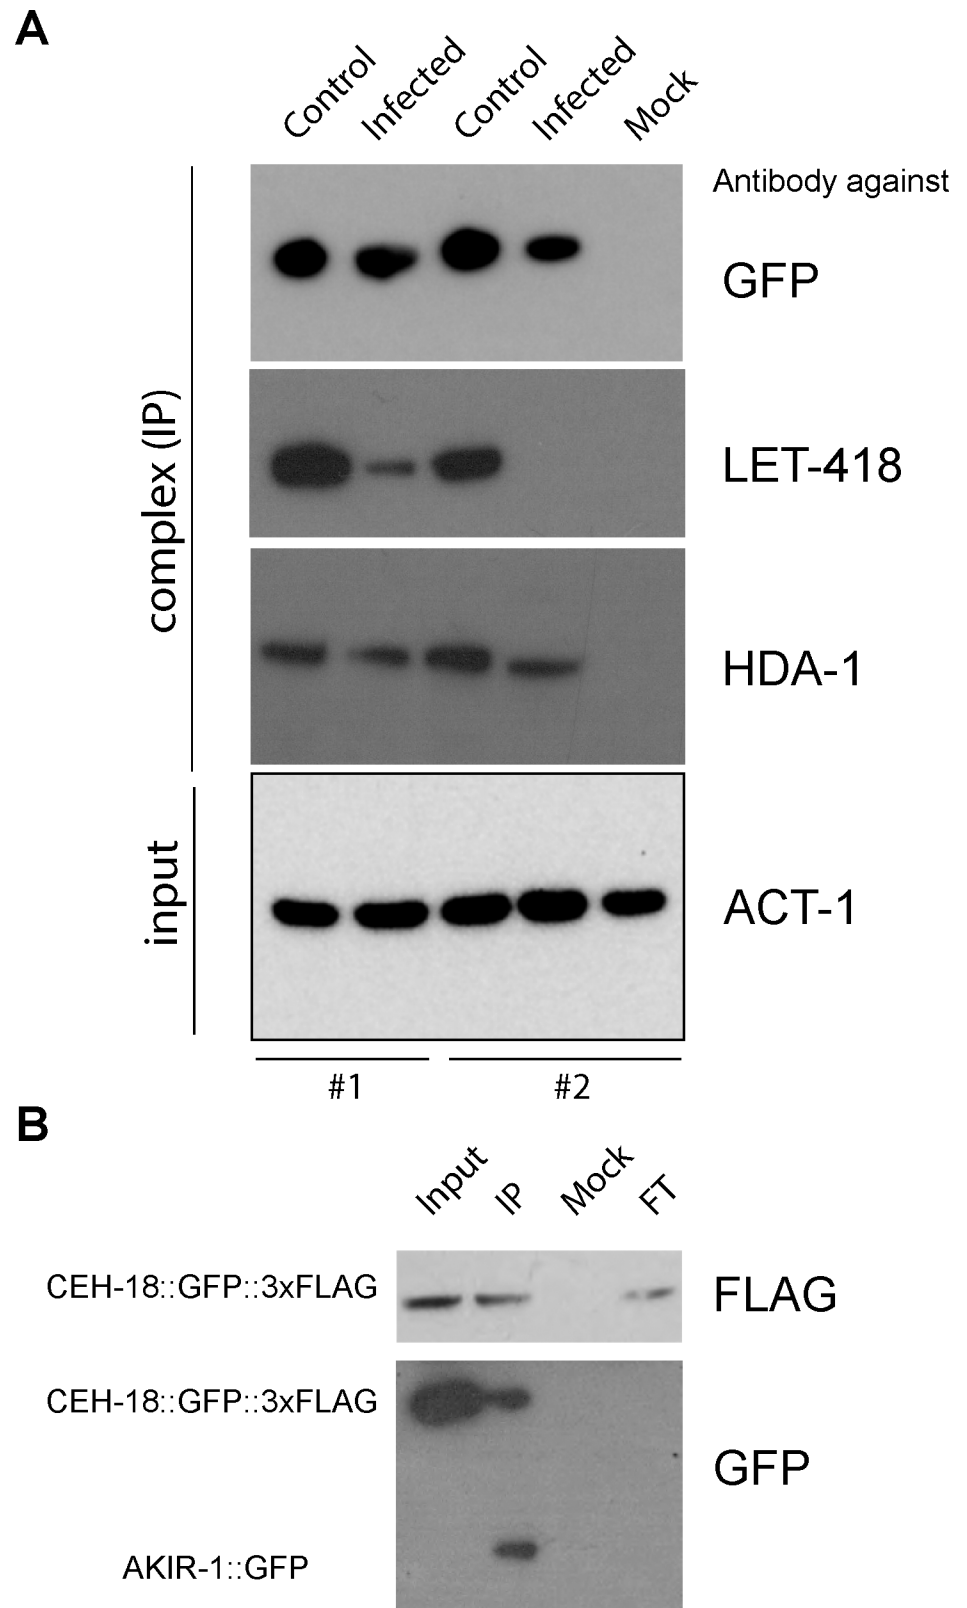 A
Control Infected Control Infected Mock
Antibody against
GFP
complex (IP)
LET-418
HDA-1
input
ACT-1
#1 #2
B
Input IP Mock FT
CEH-18::GFP::3xFLAG FLAG
CEH-18::GFP::3xFLAG
GFP
AKIR-1::GFP